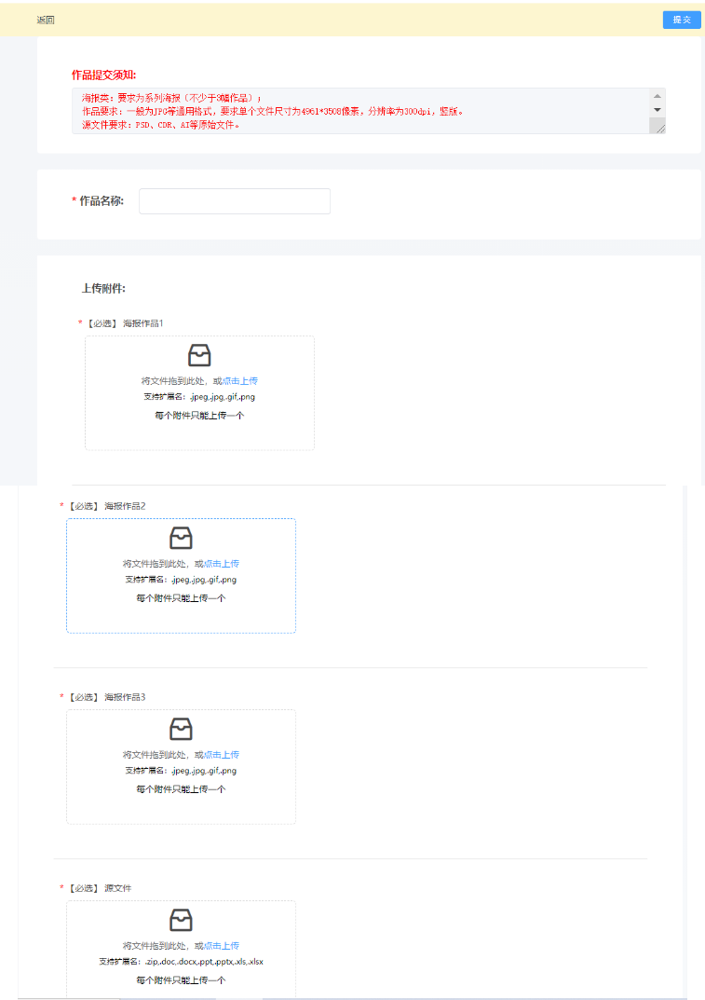 返回
提交
作品提交须知:
海报类：要求为系列海报（不少于3幅作品）；
作品要求：一般为JPG等通用格式，要求单个文件尺寸为4961*3508像素，分辨率为300dpi，竖版。
源文件要求：PSD、CDR、AI等原始文件。
* 作品名称:
上传附件:
* 【必选】 海报作品1
将文件拖到此处，或点击上传
支持扩展名：.jpeg,.jpg,.gif,.png
每个附件只能上传一个
* 【必选】 海报作品2
将文件拖到此处，或点击上传
支持扩展名：.jpeg,.jpg,.gif,.png
每个附件只能上传一个
* 【必选】 海报作品3
将文件拖到此处，或点击上传
支持扩展名：.jpeg,.jpg,.gif,.png
每个附件只能上传一个
* 【必选】 源文件
将文件拖到此处，或点击上传
支持扩展名：.zip,.doc,.docx,.ppt,.pptx,.xls,.xlsx
每个附件只能上传一个